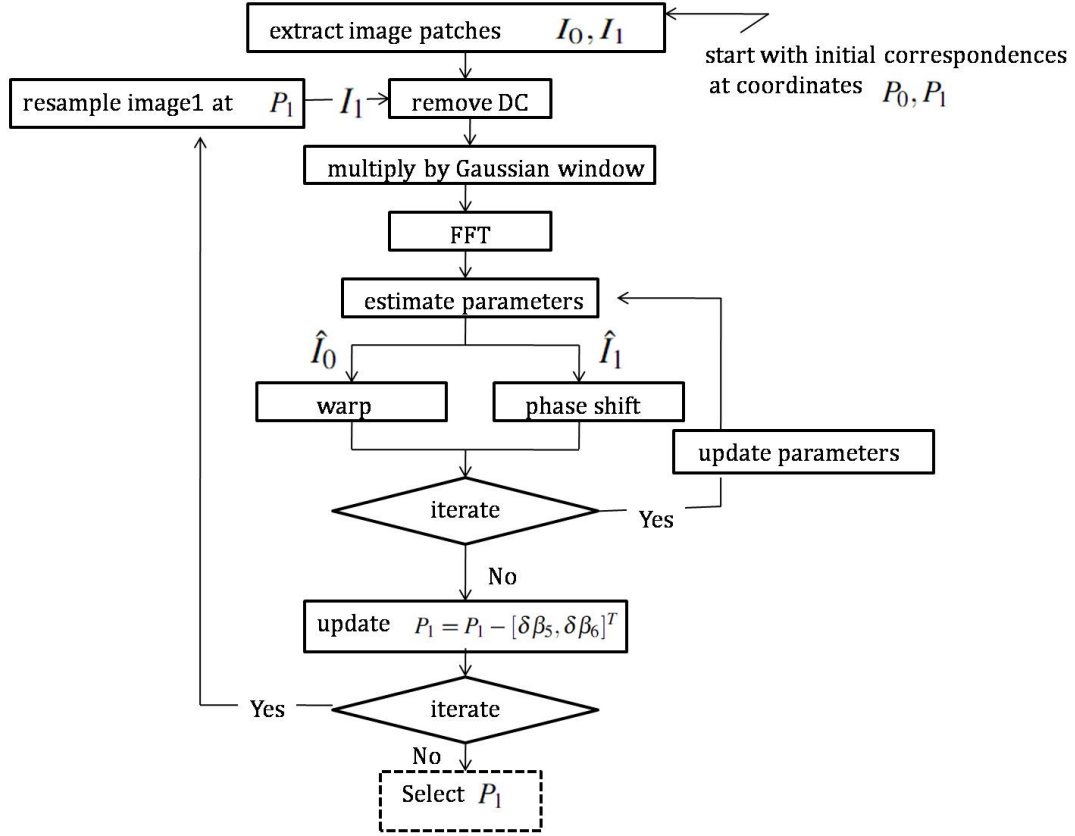 extract image patches I₀, I₁
start with initial correspondences
at coordinates P₀, P₁
resample image1 at P₁
I₁
remove DC
multiply by Gaussian window
FFT
estimate parameters
Î₀
Î₁
warp
phase shift
update parameters
iterate
Yes
No
update P₁ = P₁ − [δβ₅, δβ₆]ᵀ
iterate
Yes
No
Select P₁